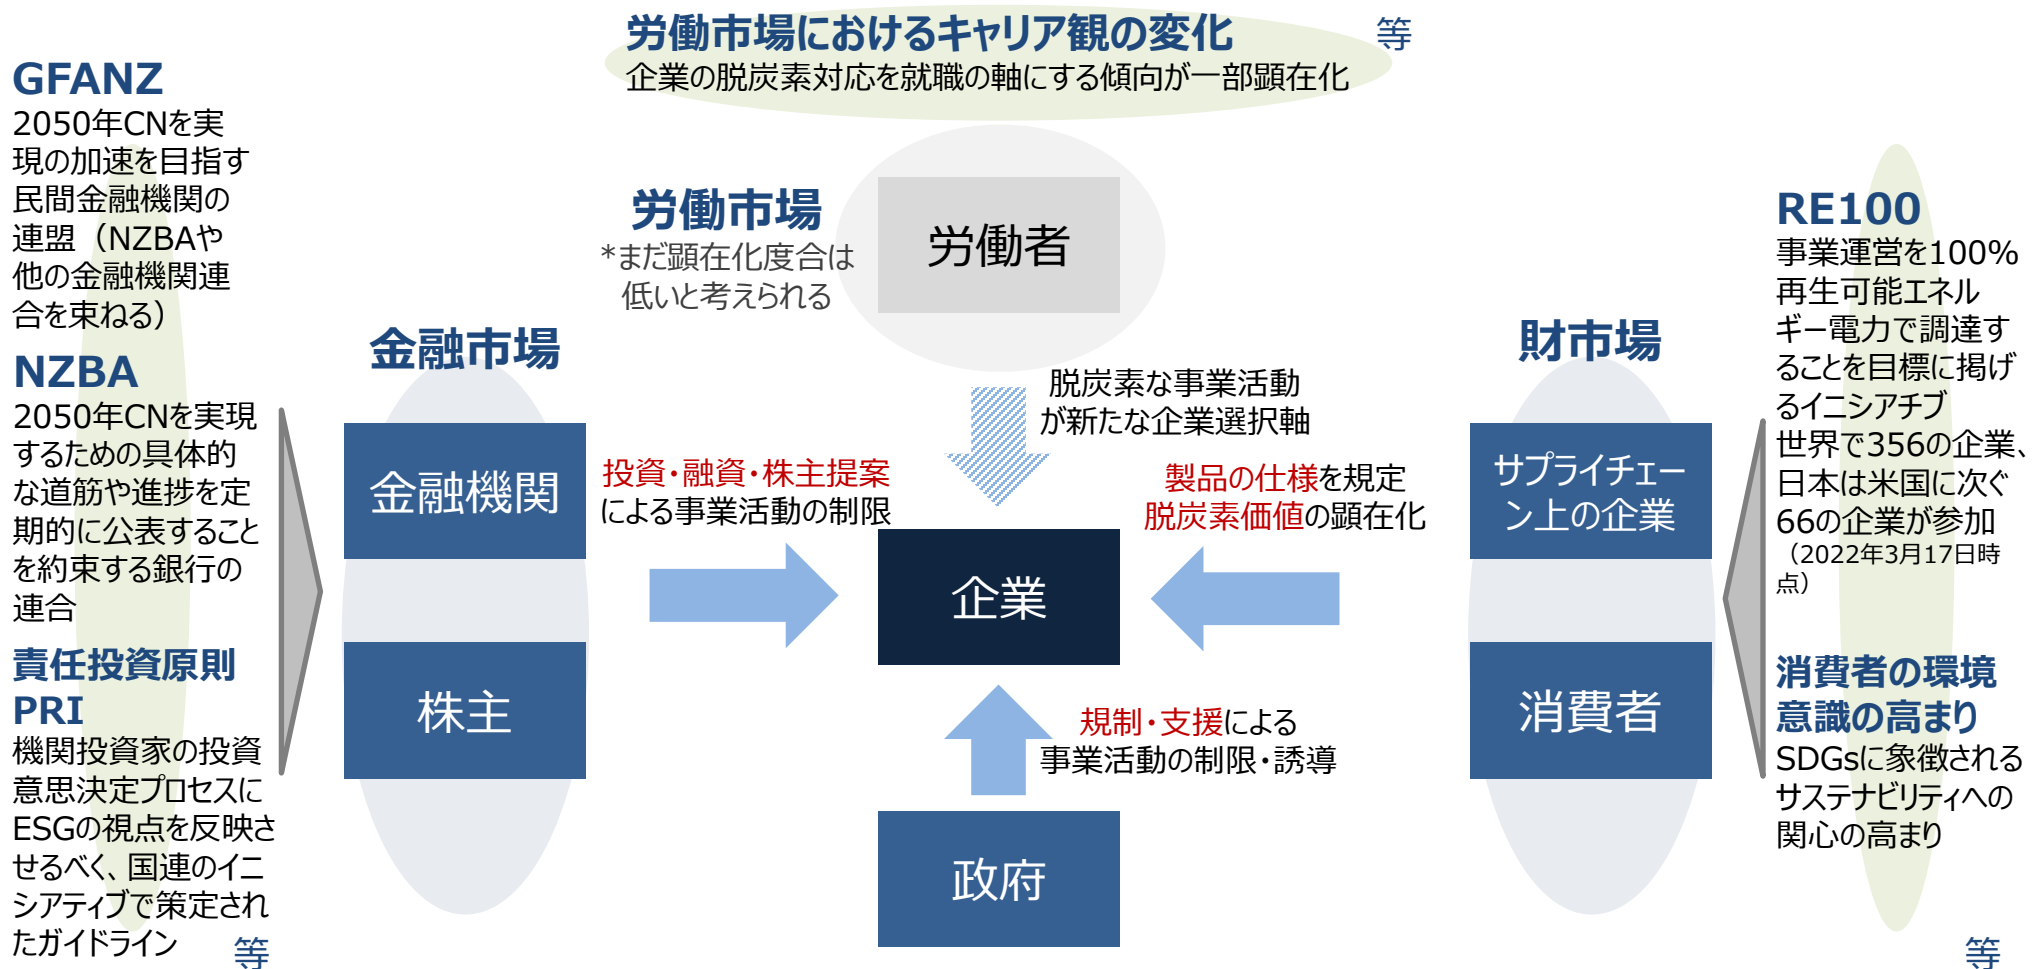 労働市場におけるキャリア観の変化
等
企業の脱炭素対応を就職の軸にする傾向が一部顕在化
GFANZ
2050年CNを実
現の加速を目指す
民間金融機関の
連盟（NZBAや
他の金融機関連
合を束ねる）
NZBA
2050年CNを実現
するための具体的
な道筋や進捗を定
期的に公表すること
を約束する銀行の
連合
責任投資原則
PRI
機関投資家の投資
意思決定プロセスに
ESGの視点を反映さ
せるべく、国連のイニ
シアティブで策定され
たガイドライン
等
金融市場
金融機関
株主
投資・融資・株主提案
による事業活動の制限
労働市場
*まだ顕在化度合は
低いと考えられる
労働者
脱炭素な事業活動
が新たな企業選択軸
企業
規制・支援による
事業活動の制限・誘導
政府
製品の仕様を規定
脱炭素価値の顕在化
財市場
サプライチェー
ン上の企業
消費者
RE100
事業運営を100%
再生可能エネル
ギー電力で調達す
ることを目標に掲げ
るイニシアチブ
世界で356の企業、
日本は米国に次ぐ
66の企業が参加
（2022年3月17日時
点）
消費者の環境
意識の高まり
SDGsに象徴される
サステナビリティへの
関心の高まり
等